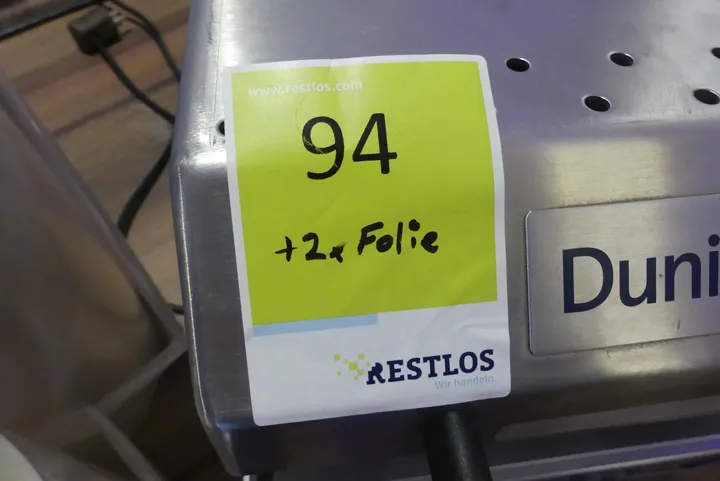 www.restlos.com
94
+2x Folie
Duni
RESTLOS
Wir handeln.